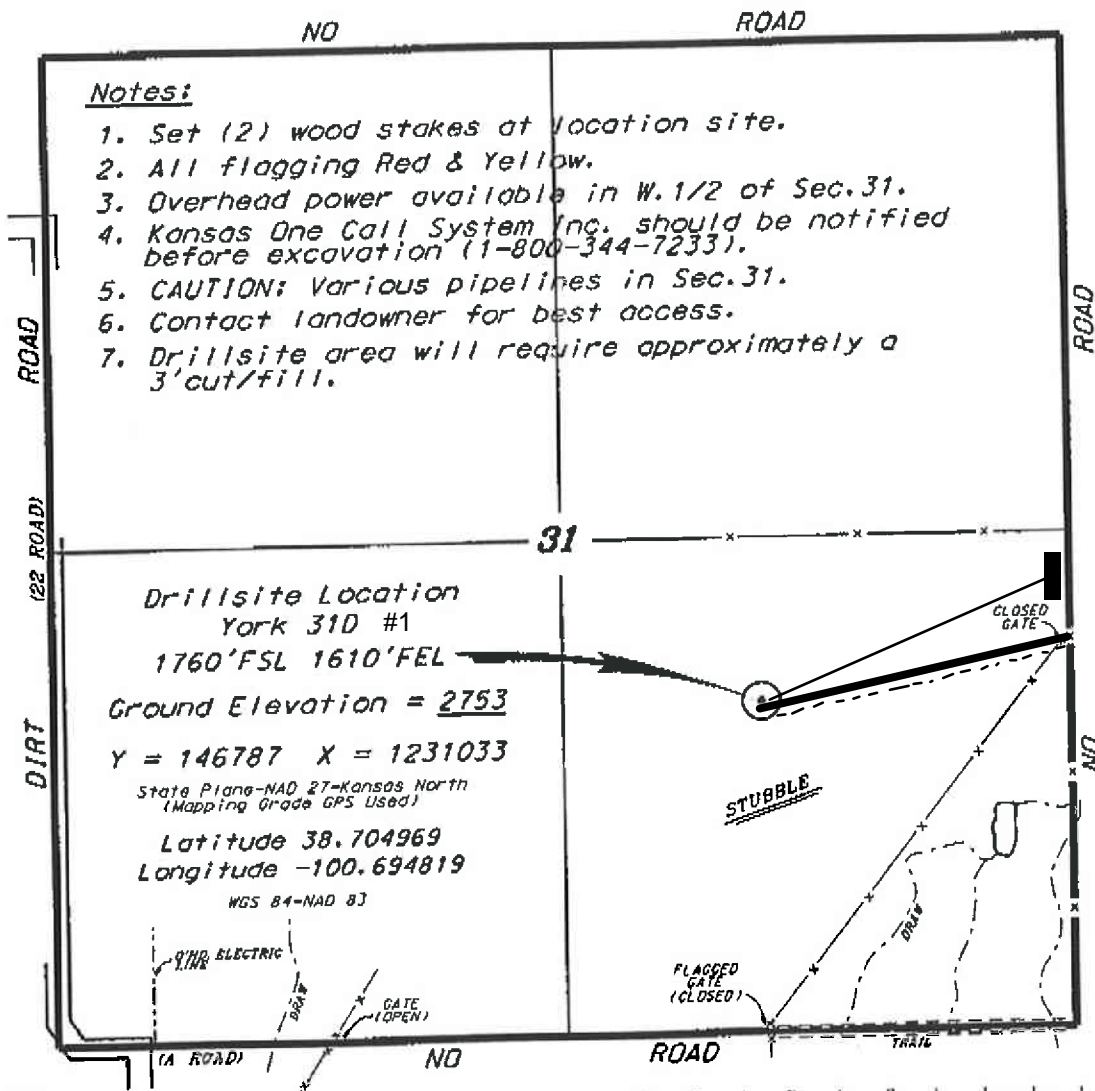 NO ROAD
Notes:
1. Set (2) wood stakes at location site.
2. All flagging Red & Yellow.
3. Overhead power available in W.1/2 of Sec.31.
4. Kansas One Call System Inc. should be notified
before excavation (1-800-344-7233).
5. CAUTION: Various pipelines in Sec.31.
6. Contact landowner for best access.
7. Drillsite area will require approximately a
3'cut/fill.
ROAD
(22 ROAD)
DIRT
ROAD
NO
31
Drillsite Location
York 31D #1
1760'FSL 1610'FEL
Ground Elevation = 2753
Y = 146787 X = 1231033
State Plane-NAD 27-Kansas North
(Mapping Grade GPS Used)
Latitude 38.704969
Longitude -100.694819
WGS 84-NAD 83
CLOSED
GATE
STUBBLE
DRAW
O'HD. ELECTRIC
LINE
DRAW
GATE
(OPEN)
FLAGGED
GATE
(CLOSED)
TRAIL
(A ROAD)
NO ROAD